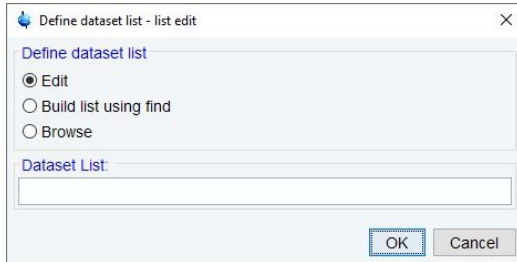 Define dataset list - list edit
Define dataset list
Edit
Build list using find
Browse
Dataset List:
OK
Cancel